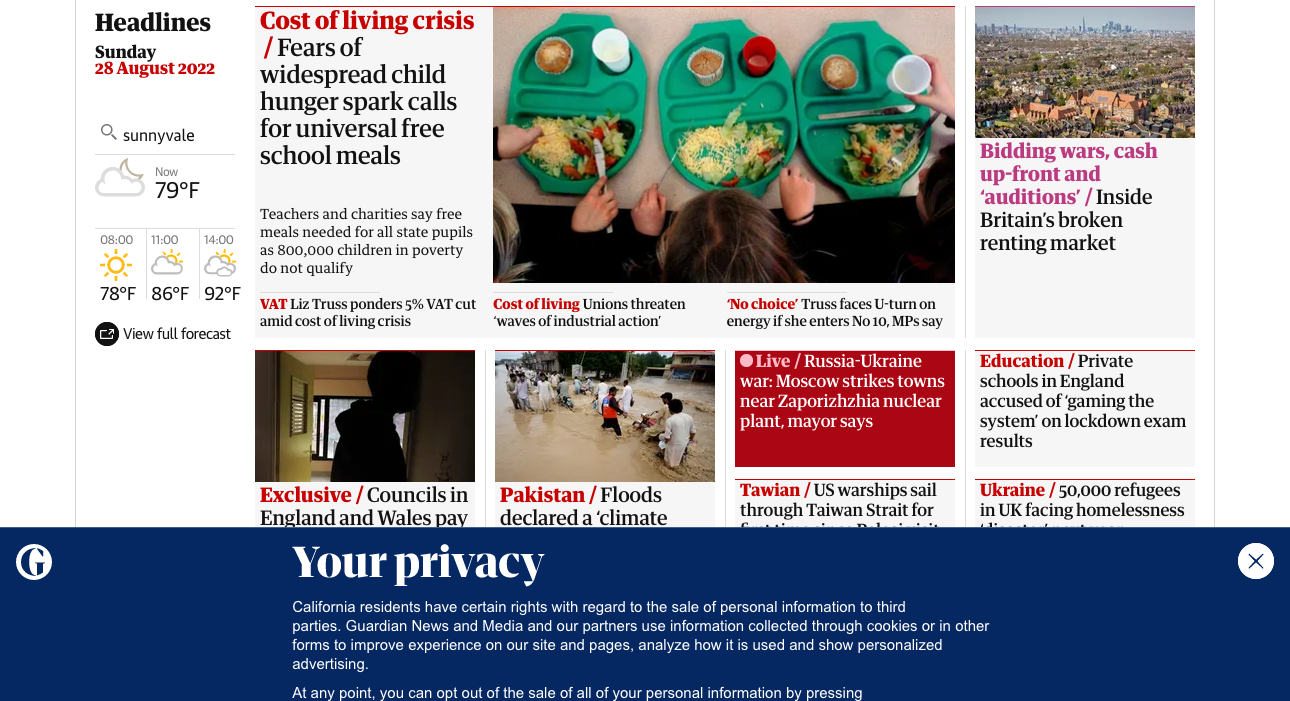 Headlines
Sunday
28 August 2022
sunnyvale
Now
79°F
08:00
78°F
11:00
86°F
14:00
92°F
View full forecast
Cost of living crisis
/ Fears of
widespread child
hunger spark calls
for universal free
school meals
Teachers and charities say free
meals needed for all state pupils
as 800,000 children in poverty
do not qualify
VAT Liz Truss ponders 5% VAT cut
amid cost of living crisis
Cost of living Unions threaten
‘waves of industrial action’
‘No choice’ Truss faces U-turn on
energy if she enters No 10, MPs say
Bidding wars, cash
up-front and
‘auditions’ / Inside
Britain’s broken
renting market
Exclusive / Councils in
England and Wales pay
Pakistan / Floods
declared a ‘climate
Live / Russia-Ukraine
war: Moscow strikes towns
near Zaporizhzhia nuclear
plant, mayor says
Tawian / US warships sail
through Taiwan Strait for
Education / Private
schools in England
accused of ‘gaming the
system’ on lockdown exam
results
Ukraine / 50,000 refugees
in UK facing homelessness
G
Your privacy
California residents have certain rights with regard to the sale of personal information to third
parties. Guardian News and Media and our partners use information collected through cookies or in other
forms to improve experience on our site and pages, analyze how it is used and show personalized
advertising.
At any point, you can opt out of the sale of all of your personal information by pressing